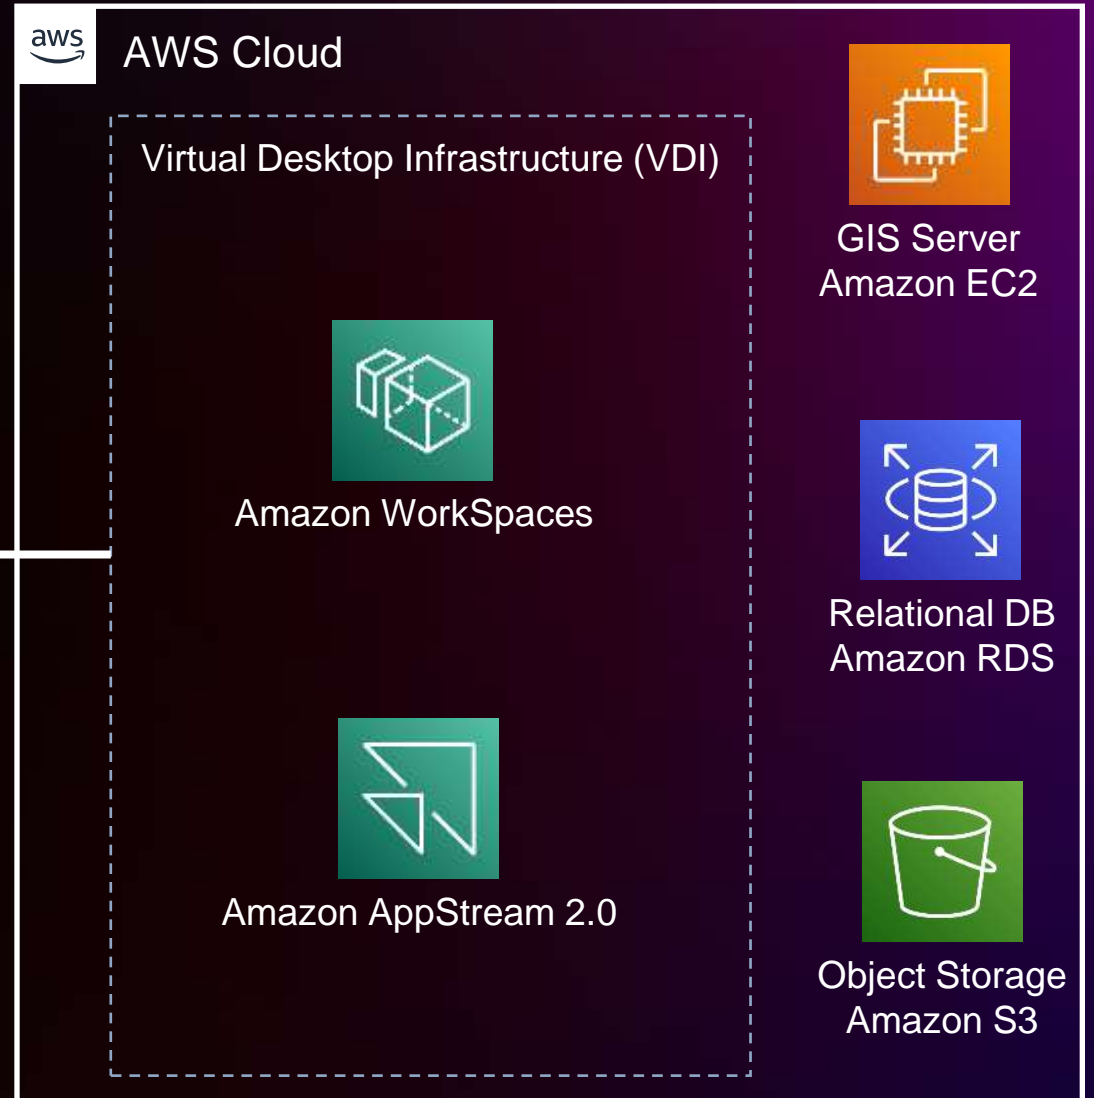 aws
AWS Cloud
Virtual Desktop Infrastructure (VDI)
Amazon WorkSpaces
Amazon AppStream 2.0
GIS Server
Amazon EC2
Relational DB
Amazon RDS
Object Storage
Amazon S3